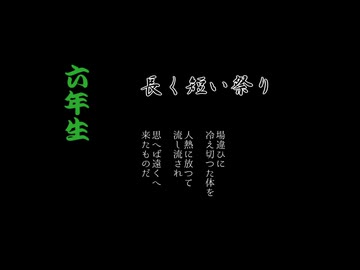 六年生
長く短い祭り
場違ひに
冷え切つた体を
人熱に放つて
流し流され
思へば遠くへ
来たものだ